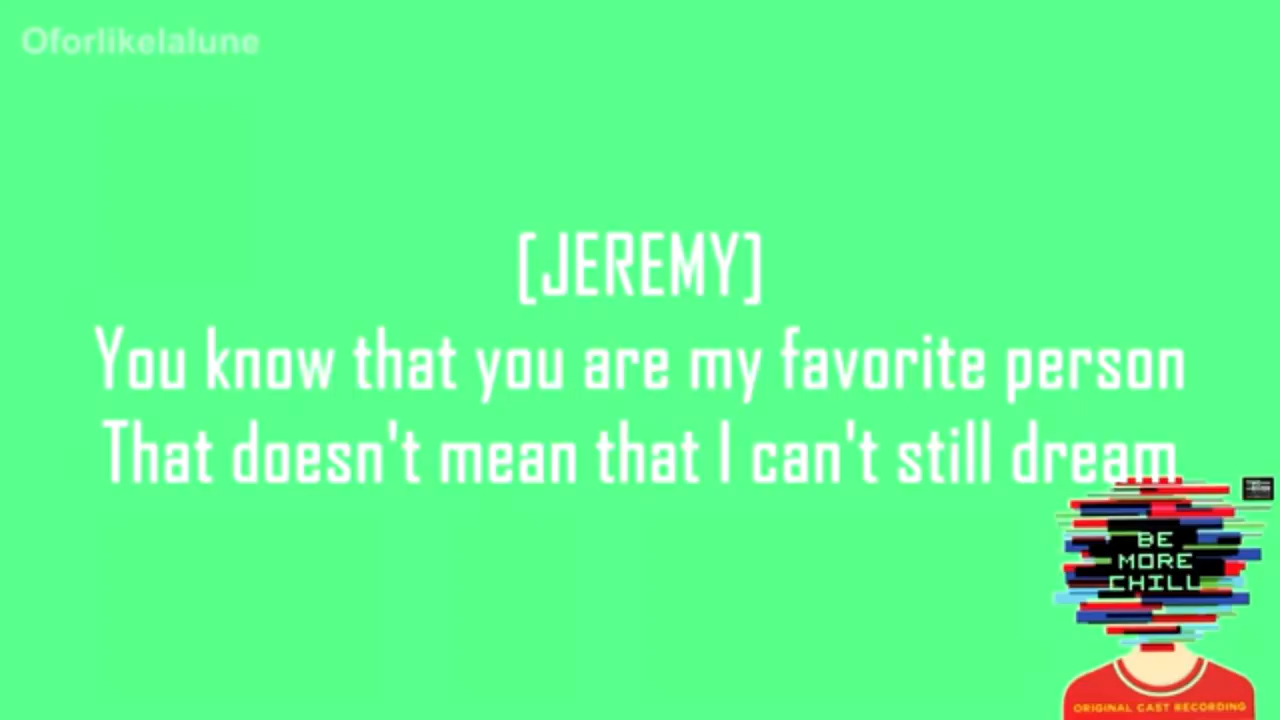 Oforlikelalune
[JEREMY]
You know that you are my favorite person
That doesn't mean that I can't still dream
BE
MORE
CHILL
ORIGINAL CAST RECORDING